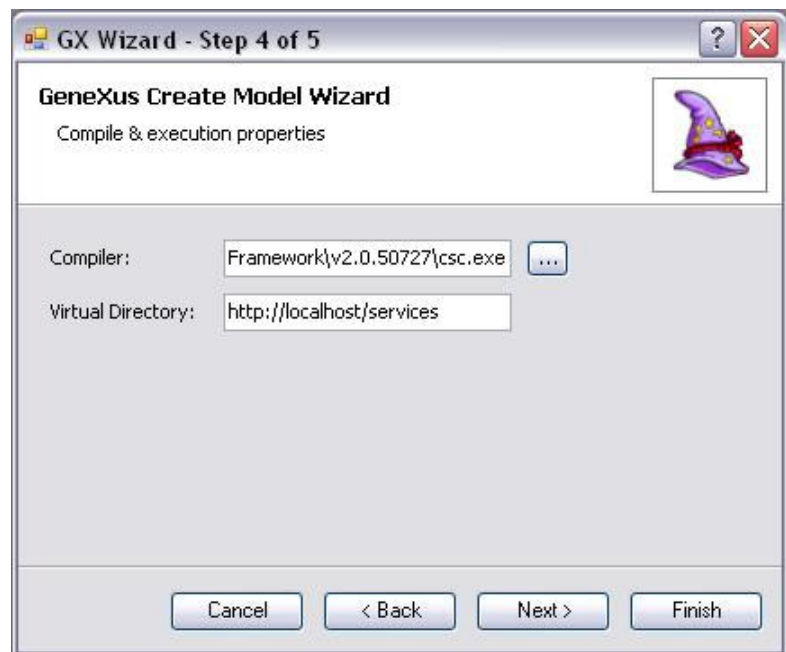 GX Wizard - Step 4 of 5
GeneXus Create Model Wizard
Compile & execution properties
Compiler: Framework\v2.0.50727\csc.exe ...
Virtual Directory: http://localhost/services
Cancel < Back Next > Finish